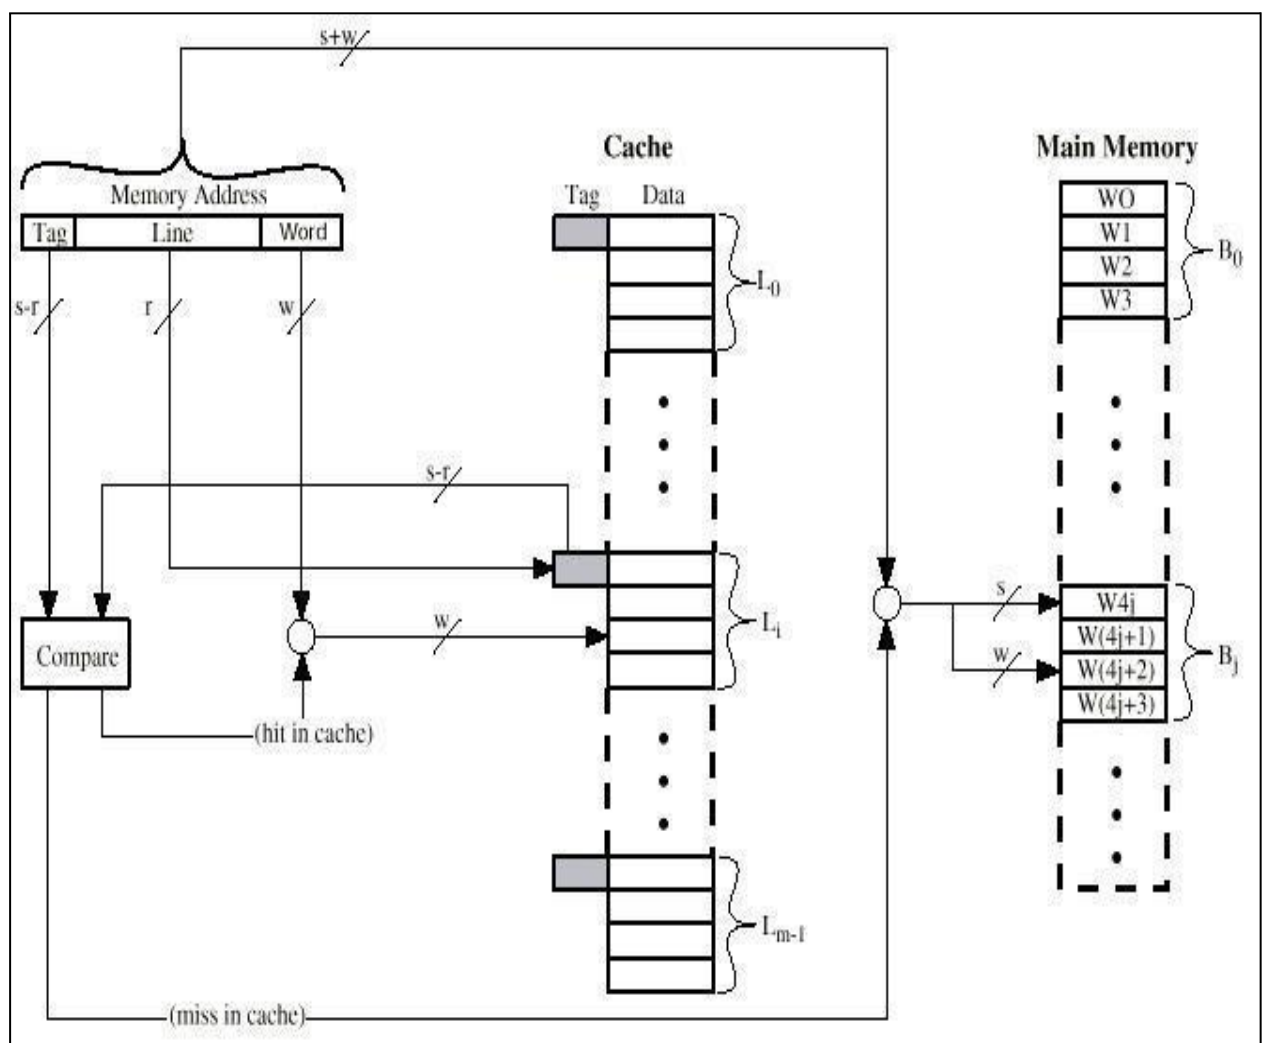 s+w
Cache
Main Memory
Memory Address
Tag Data
Tag Line Word
WO
W1
W2
W3
B0
L0
s-r
r
w
s-r
s
W4j
W(4j+1)
W(4j+2)
W(4j+3)
Bj
w
w
Li
Compare
(hit in cache)
Lm-1
(miss in cache)